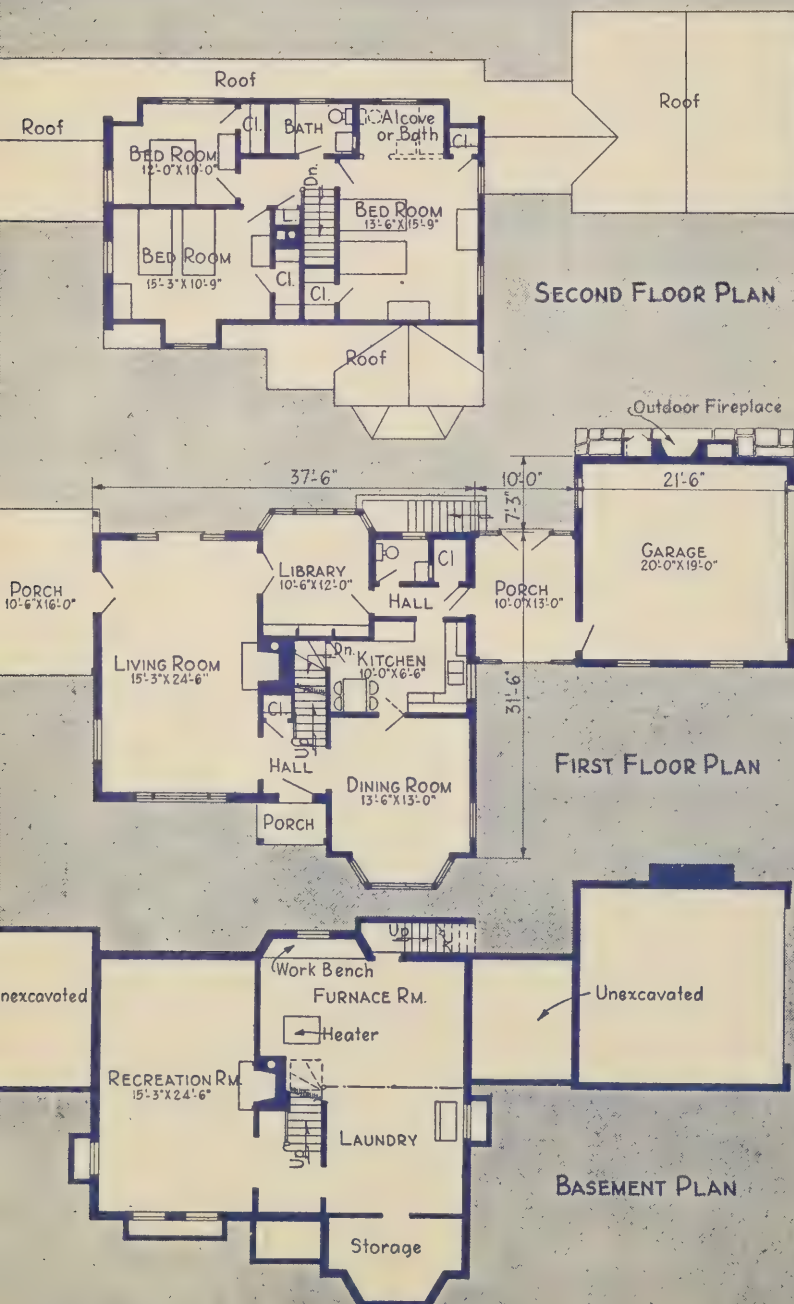 Roof
Roof
Roof
Cl.
BATH
Alcove
or Bath
Cl.
BED ROOM
12'-0"X10'-0"
Dn.
L.
BED ROOM
13'-6"X15'-9"
BED ROOM
15'-3"X10'-9"
Cl.
Cl.
SECOND FLOOR PLAN
Roof
Outdoor Fireplace
37'-6"
10'-0"
7'-3"
21'-6"
LIBRARY
10'-6"X12'-0"
Cl
GARAGE
20'-0"X19'-0"
PORCH
10'-6"X16'-0"
PORCH
10'-0"X13'-0"
HALL
LIVING ROOM
15'-3"X24'-6"
Dn.
KITCHEN
10'-0"X6'-6"
31'-6"
Cl.
Up
HALL
FIRST FLOOR PLAN
DINING ROOM
13'-6"X13'-0"
PORCH
Up
Work Bench
nexcavated
FURNACE RM.
Unexcavated
Heater
RECREATION RM.
15'-3"X24'-6"
LAUNDRY
Up
BASEMENT PLAN
Storage